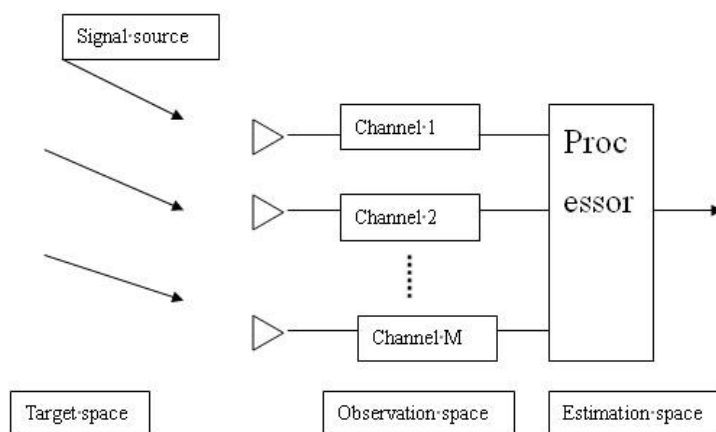 Signal·source
Channel·1
Channel·2
Channel·M
Proc
essor
Target·space
Observation·space
Estimation·space